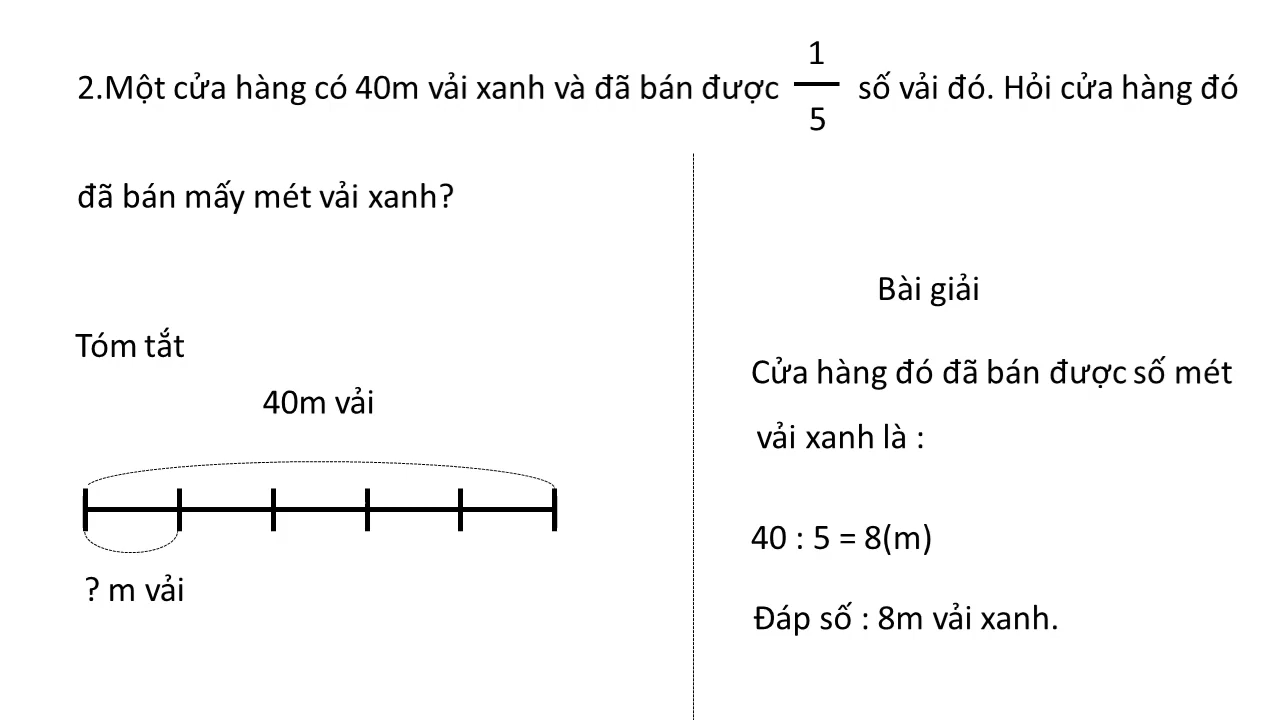 2.Một cửa hàng có 40m vải xanh và đã bán được 1/5 số vải đó. Hỏi cửa hàng đó
đã bán mấy mét vải xanh?
Tóm tắt
40m vải
? m vải
Bài giải
Cửa hàng đó đã bán được số mét
vải xanh là :
40 : 5 = 8(m)
Đáp số : 8m vải xanh.